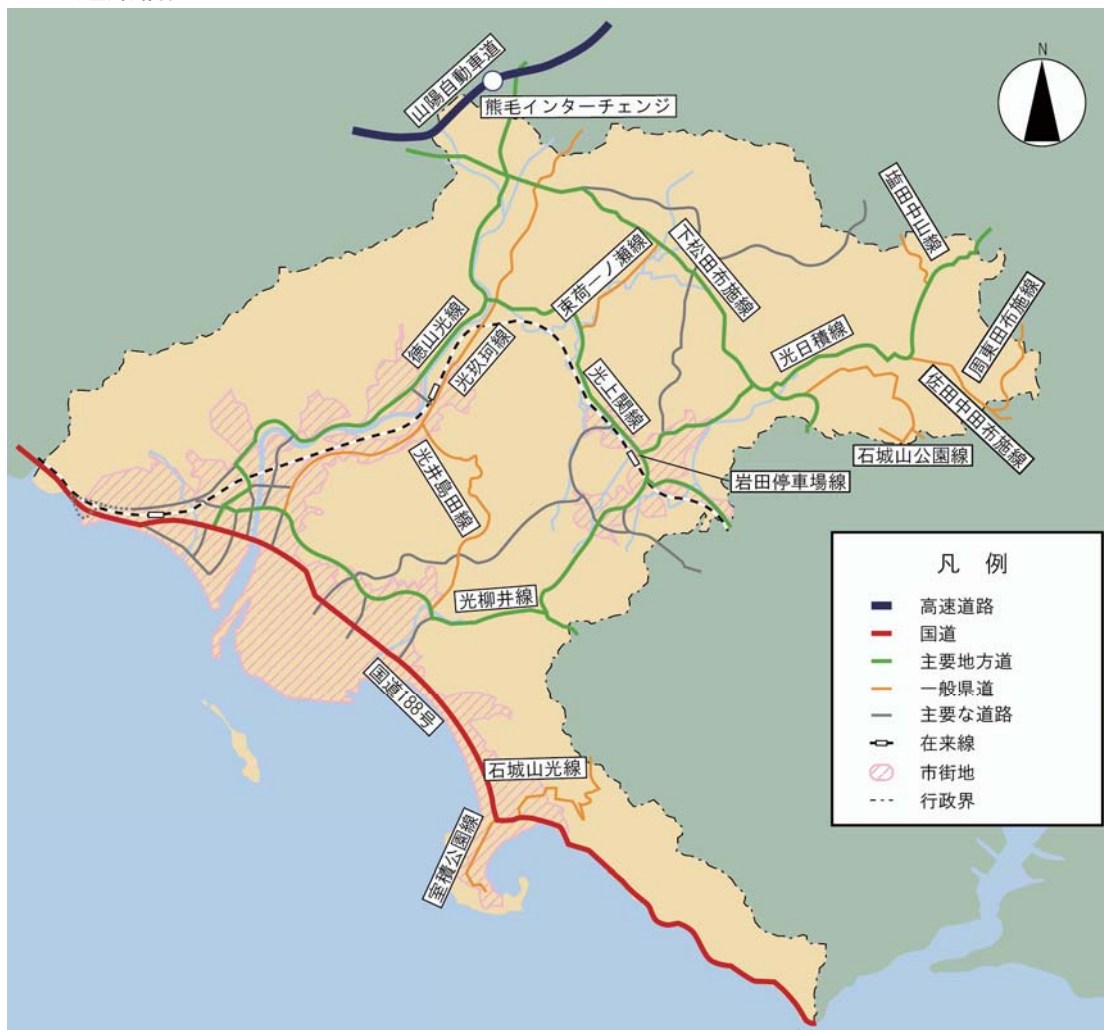 N
山陽自動車道
熊毛インターチェンジ
塩田中山線
下松田布施線
束荷一ノ瀬線
周東田布施線
徳山光線
光玖珂線
光日積線
光上関線
佐田中田布施線
石城山公園線
光井島田線
岩田停車場線
光柳井線
国道188号
石城山光線
室積公園線
凡 例
高速道路
国道
主要地方道
一般県道
主要な道路
在来線
市街地
行政界